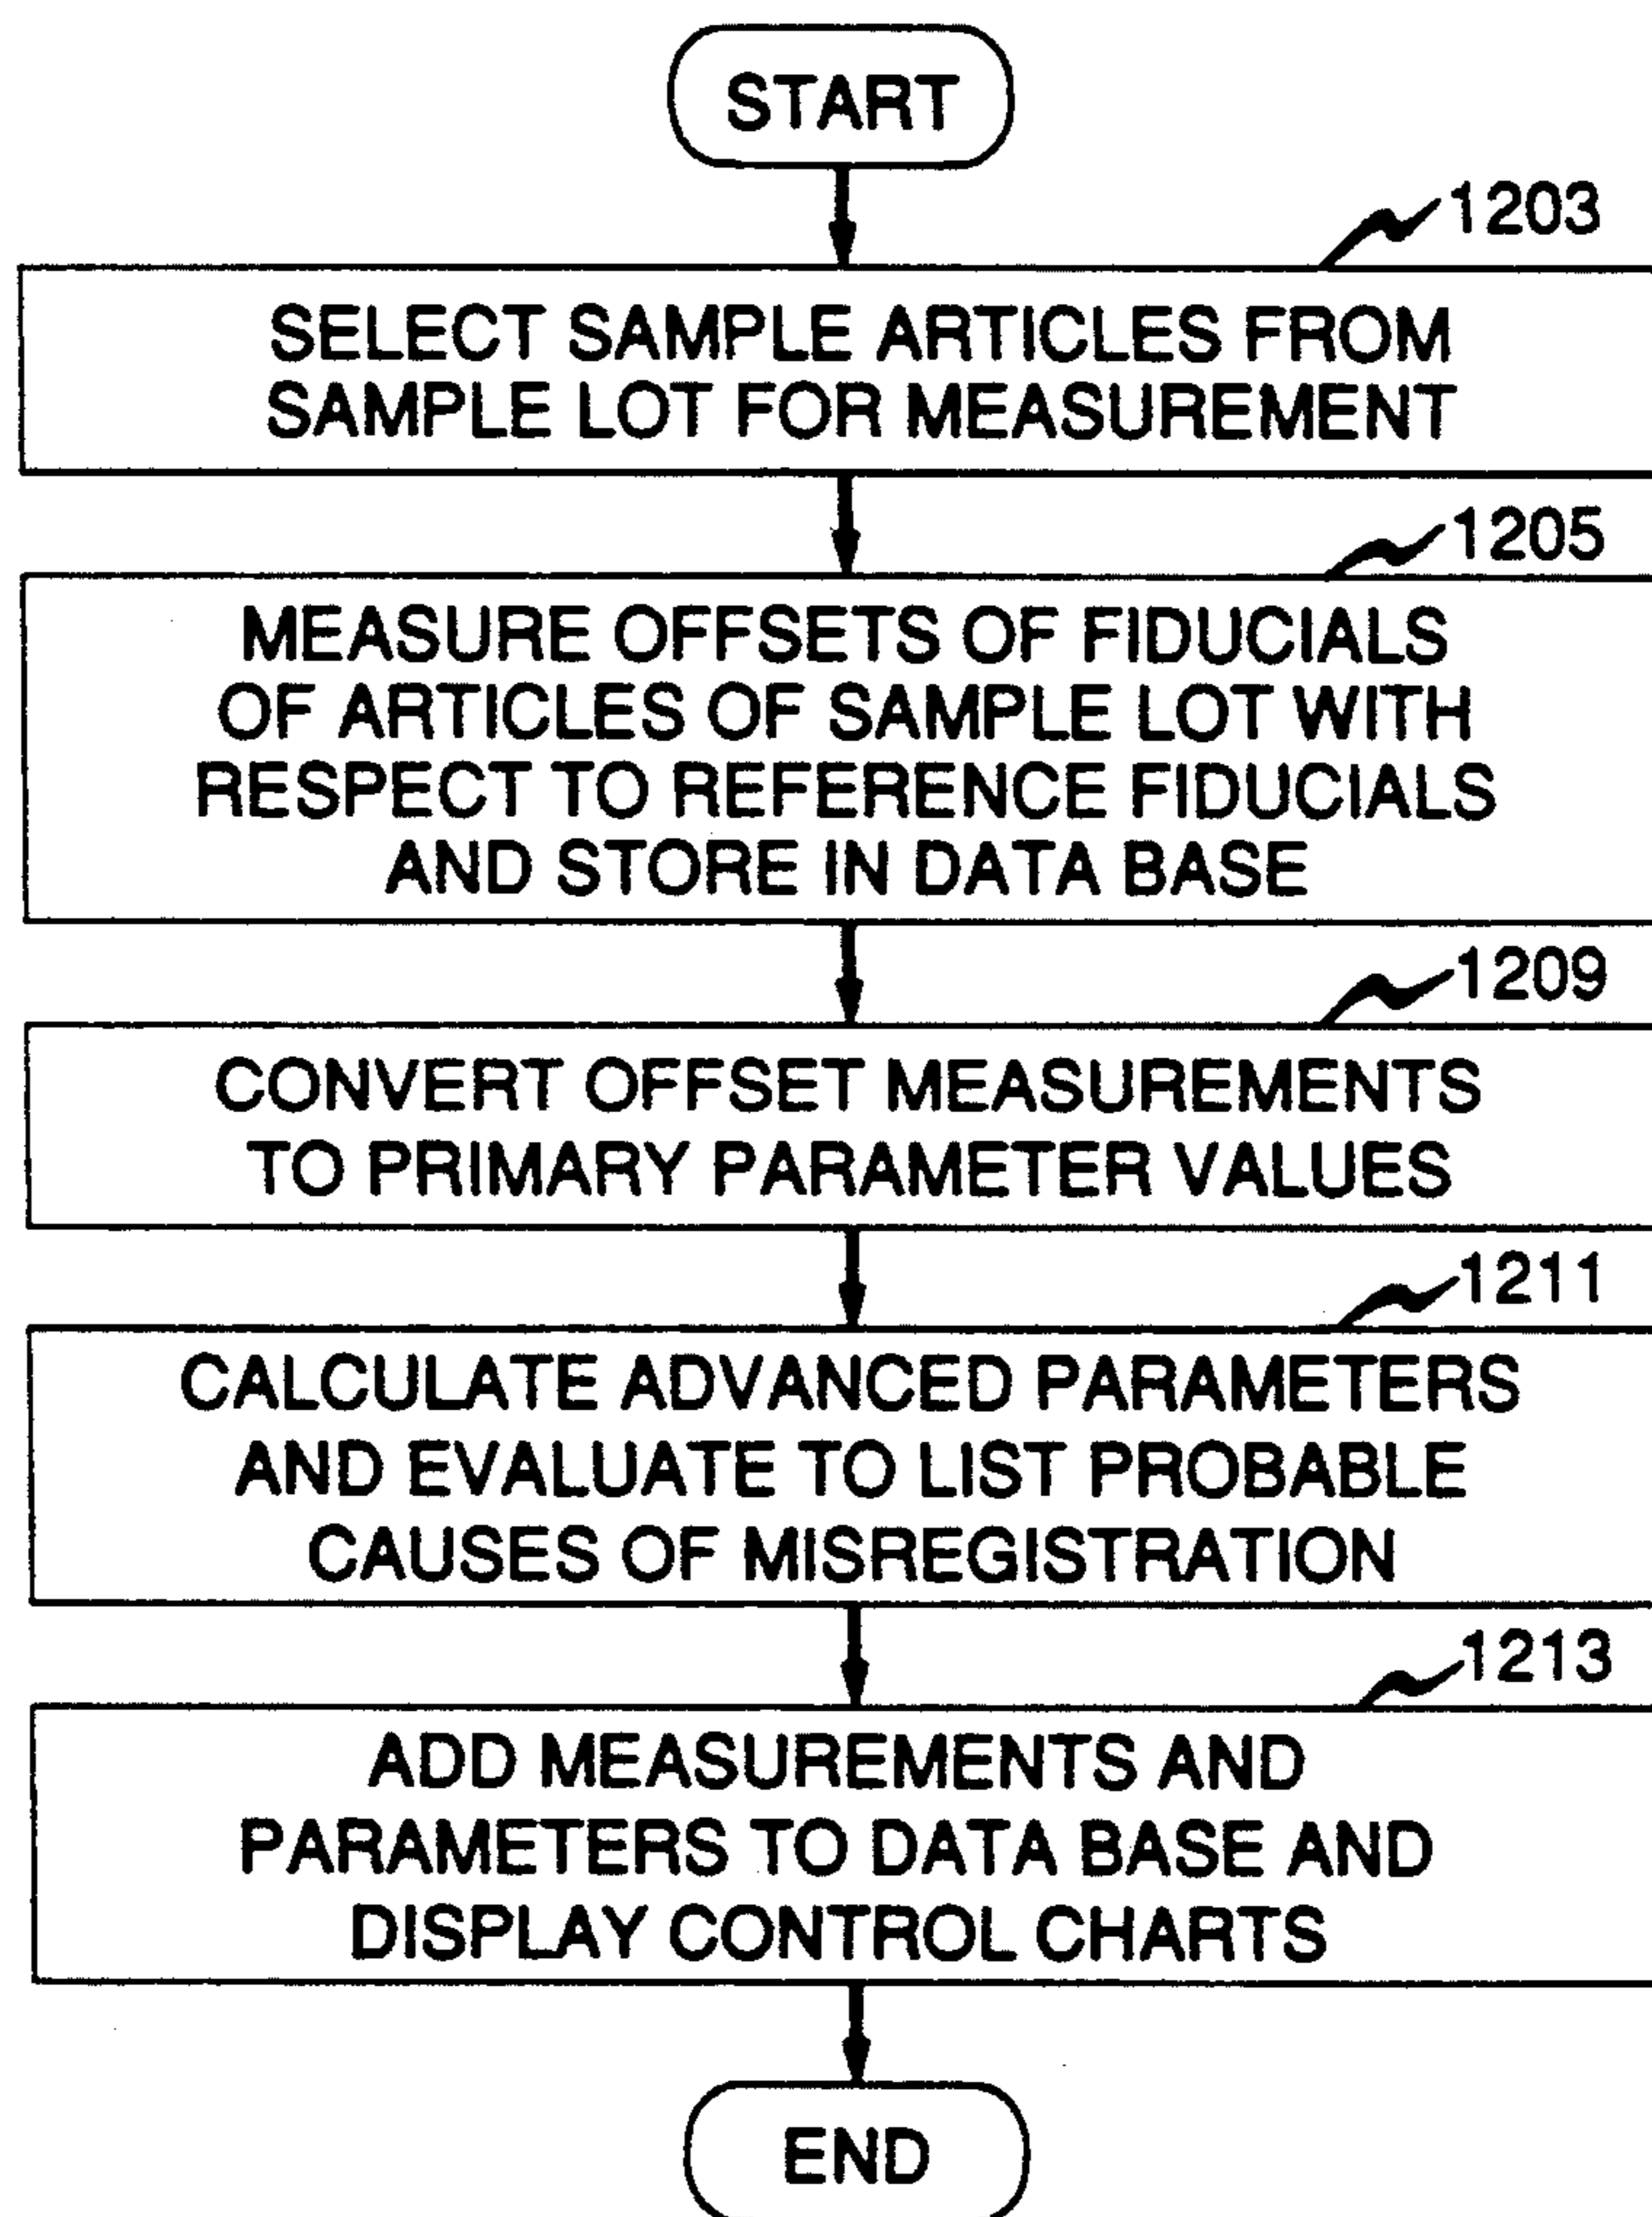 START
1203
SELECT SAMPLE ARTICLES FROM
SAMPLE LOT FOR MEASUREMENT
1205
MEASURE OFFSETS OF FIDUCIALS
OF ARTICLES OF SAMPLE LOT WITH
RESPECT TO REFERENCE FIDUCIALS
AND STORE IN DATA BASE
1209
CONVERT OFFSET MEASUREMENTS
TO PRIMARY PARAMETER VALUES
1211
CALCULATE ADVANCED PARAMETERS
AND EVALUATE TO LIST PROBABLE
CAUSES OF MISREGISTRATION
1213
ADD MEASUREMENTS AND
PARAMETERS TO DATA BASE AND
DISPLAY CONTROL CHARTS
END